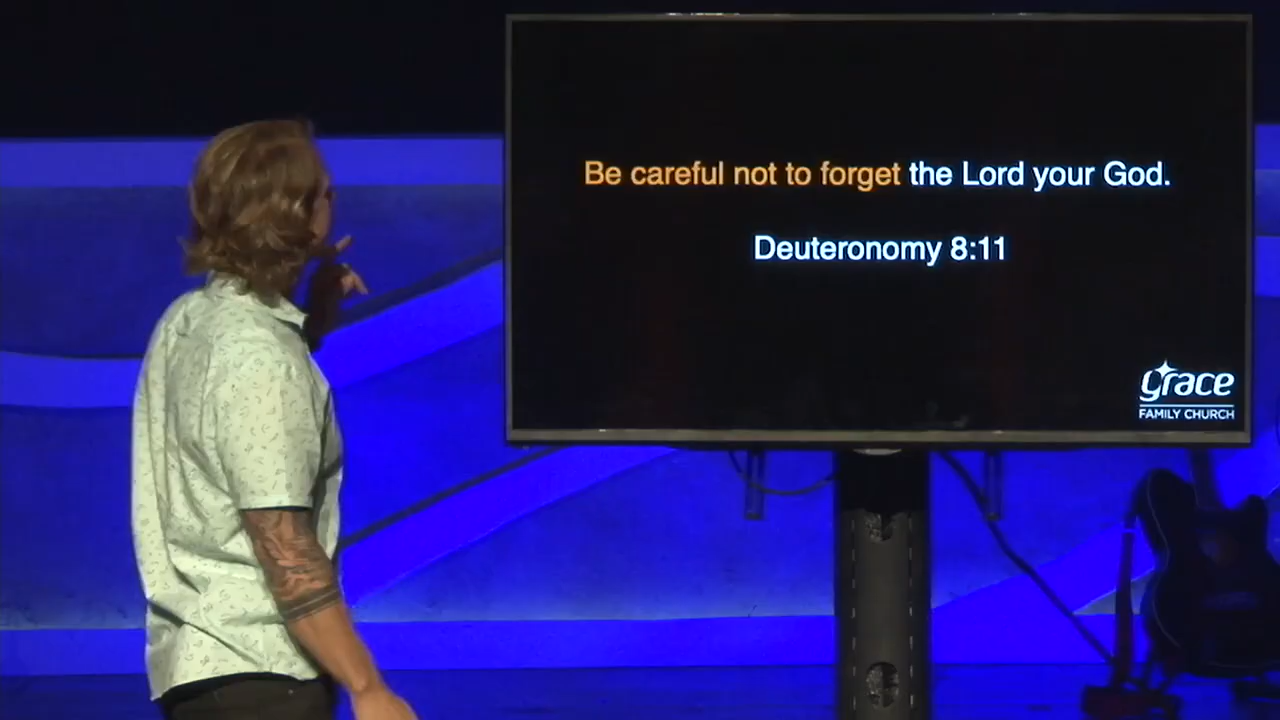 Be careful not to forget the Lord your God.
Deuteronomy 8:11
grace
FAMILY CHURCH